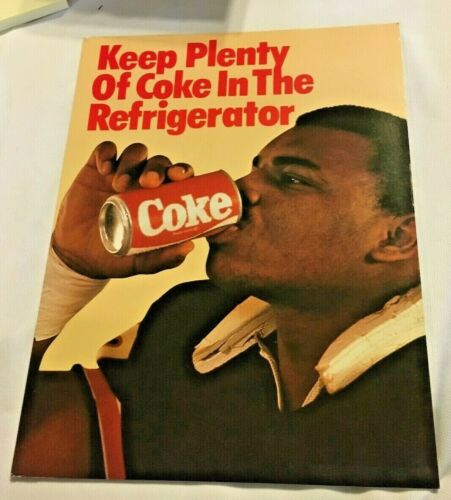 Keep Plenty
Of Coke In The
Refrigerator
Coke